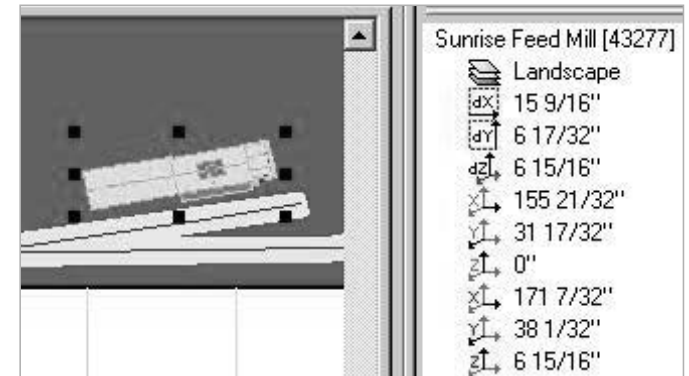 Sunrise Feed Mill [43277]
Landscape
dX 15 9/16"
dY 6 17/32"
dZ 6 15/16"
X 155 21/32"
Y 31 17/32"
Z 0"
X 171 7/32"
Y 38 1/32"
Z 6 15/16"